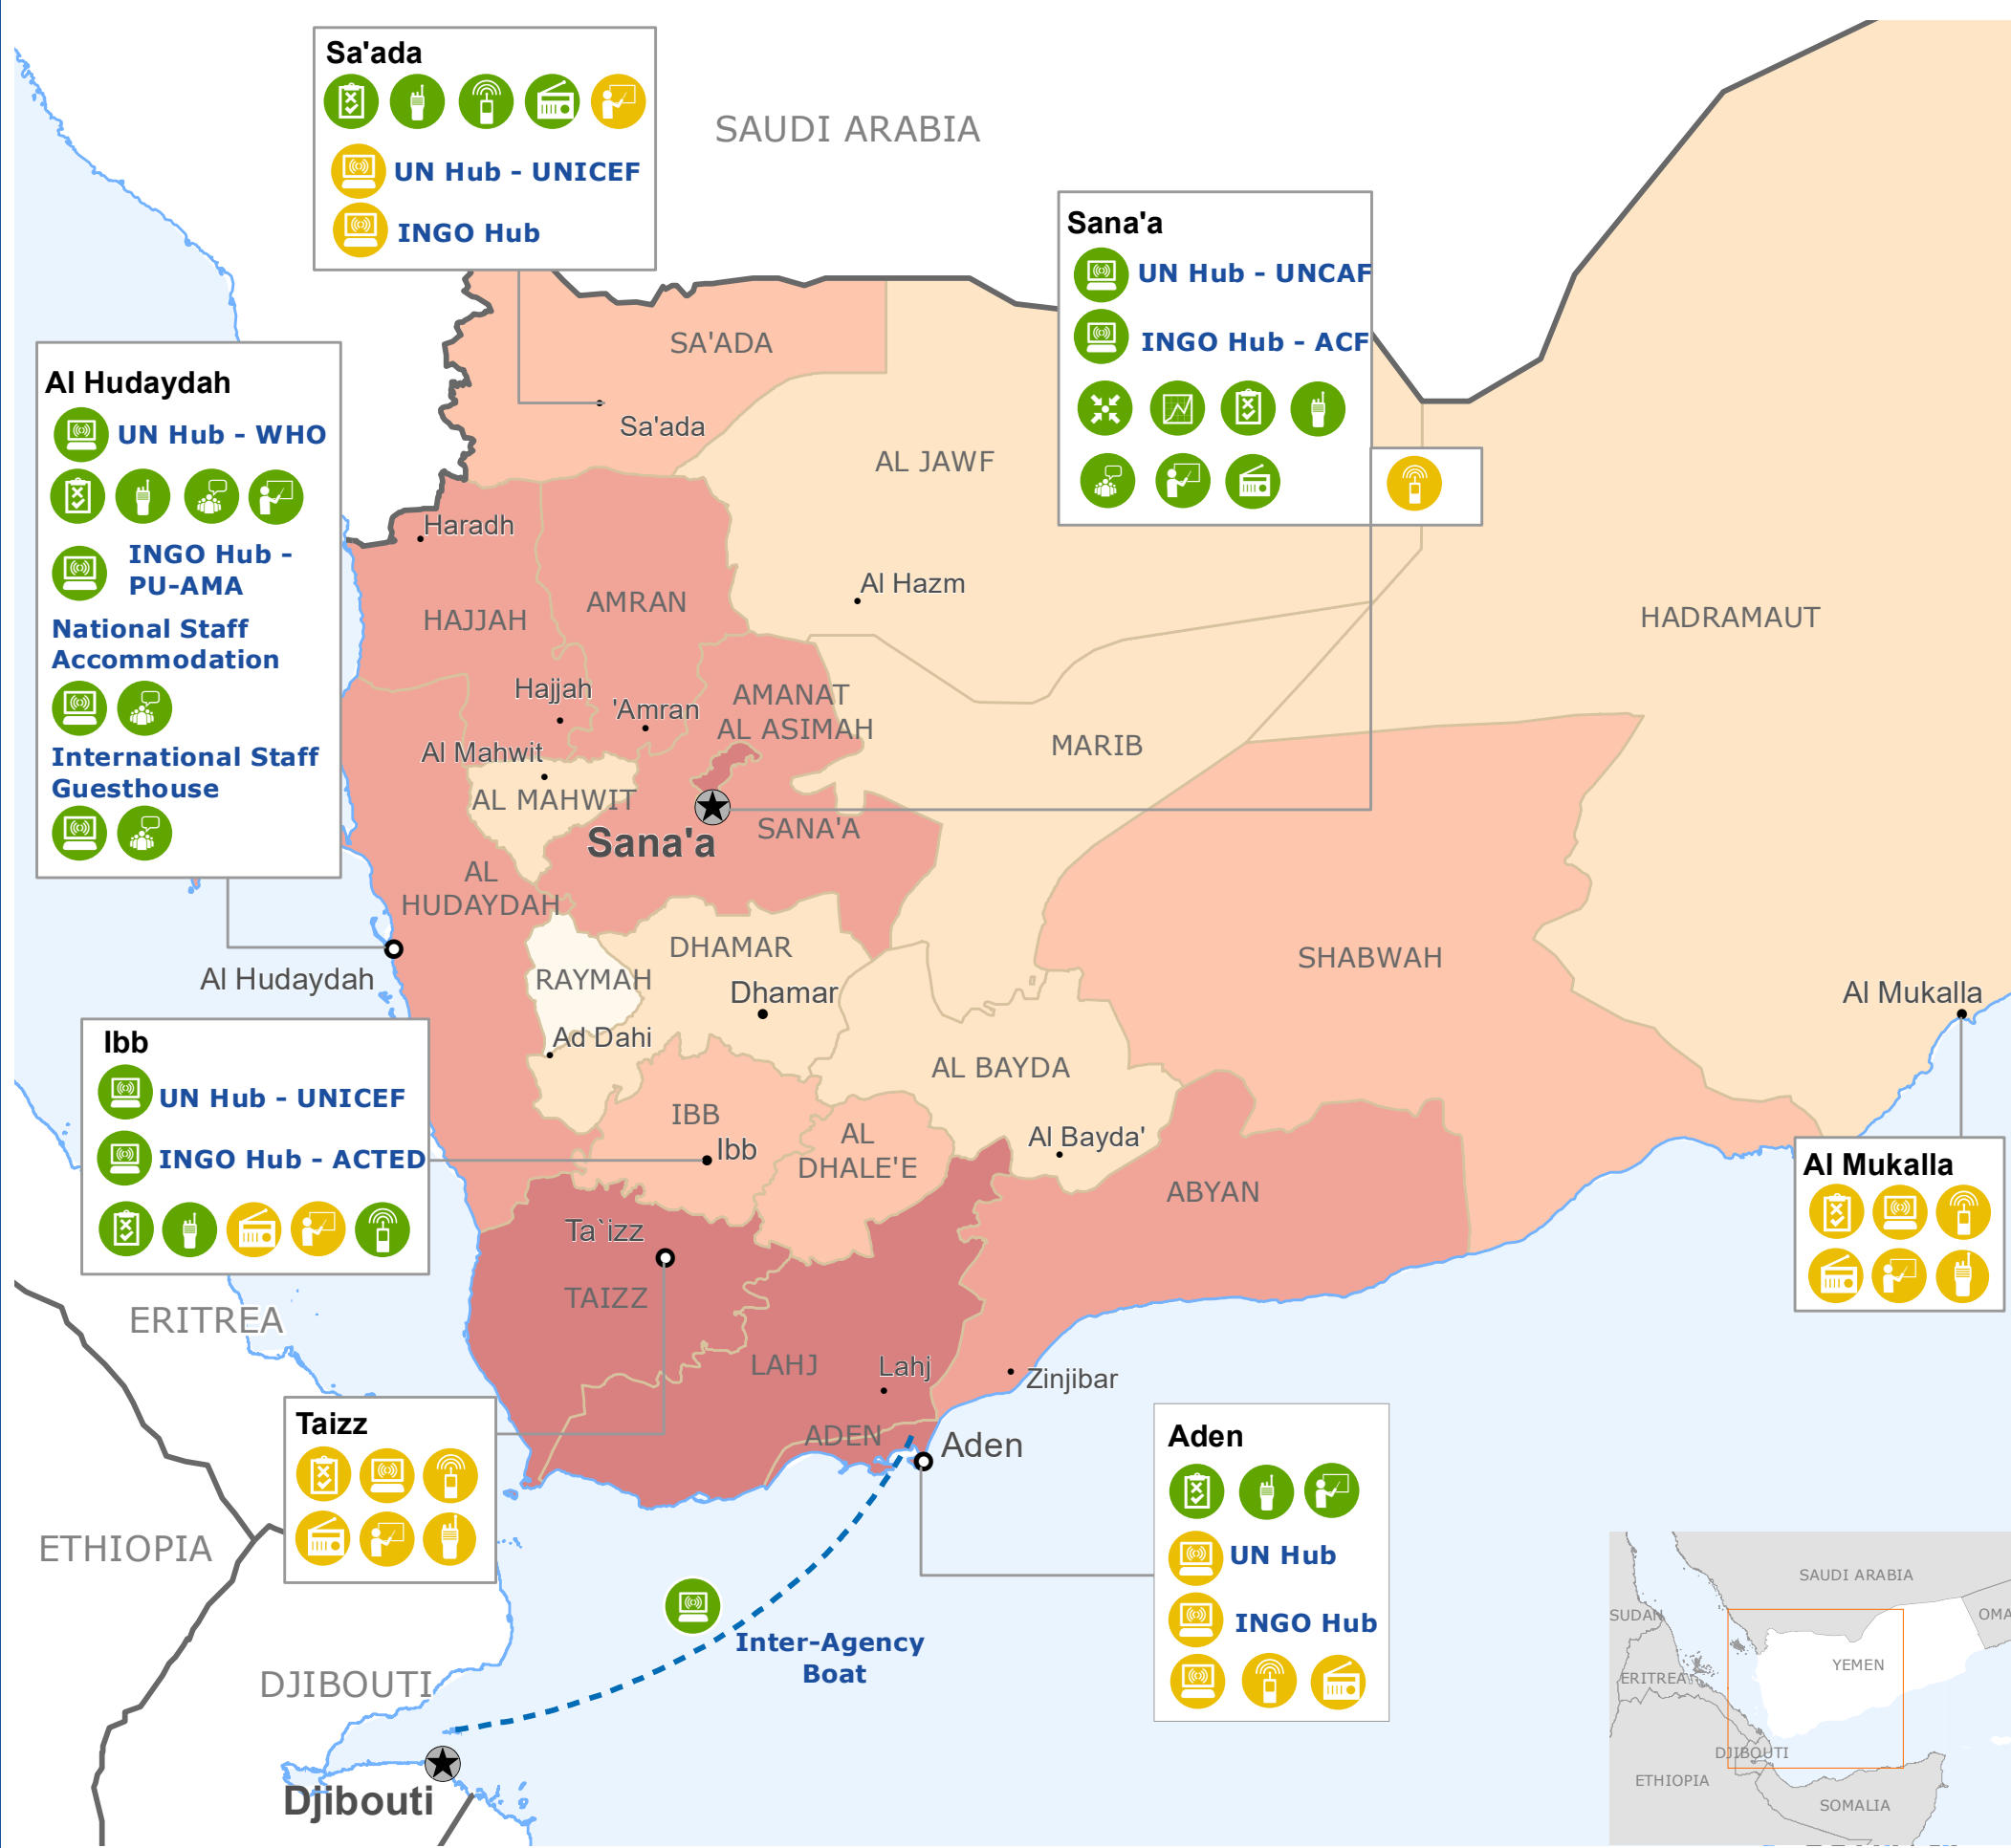 Sa'ada
UN Hub - UNICEF
INGO Hub
SAUDI ARABIA
Sana'a
UN Hub - UNCAF
INGO Hub - ACF
Al Hudaydah
UN Hub - WHO
INGO Hub -
PU-AMA
National Staff
Accommodation
International Staff
Guesthouse
SA'ADA
Sa'ada
AL JAWF
Haradh
Al Hazm
HAJJAH
AMRAN
HADRAMAUT
Hajjah
'Amran
AMANAT
AL ASIMAH
Al Mahwit
MARIB
AL MAHWIT
Sana'a
SANA'A
AL
HUDAYDAH
DHAMAR
RAYMAH
SHABWAH
Al Hudaydah
Dhamar
Al Mukalla
Ad Dahi
AL BAYDA
Ibb
UN Hub - UNICEF
INGO Hub - ACTED
IBB
Ibb
AL
DHALE'E
Al Bayda'
ABYAN
Al Mukalla
Ta`izz
TAIZZ
ERITREA
LAHJ
Lahj
Zinjibar
Taizz
ADEN
Aden
Aden
UN Hub
INGO Hub
ETHIOPIA
Inter-Agency
Boat
DJIBOUTI
Djibouti
SAUDI ARABIA
SUDAN
OMA
YEMEN
ERITREA
DJIBOUTI
ETHIOPIA
SOMALIA